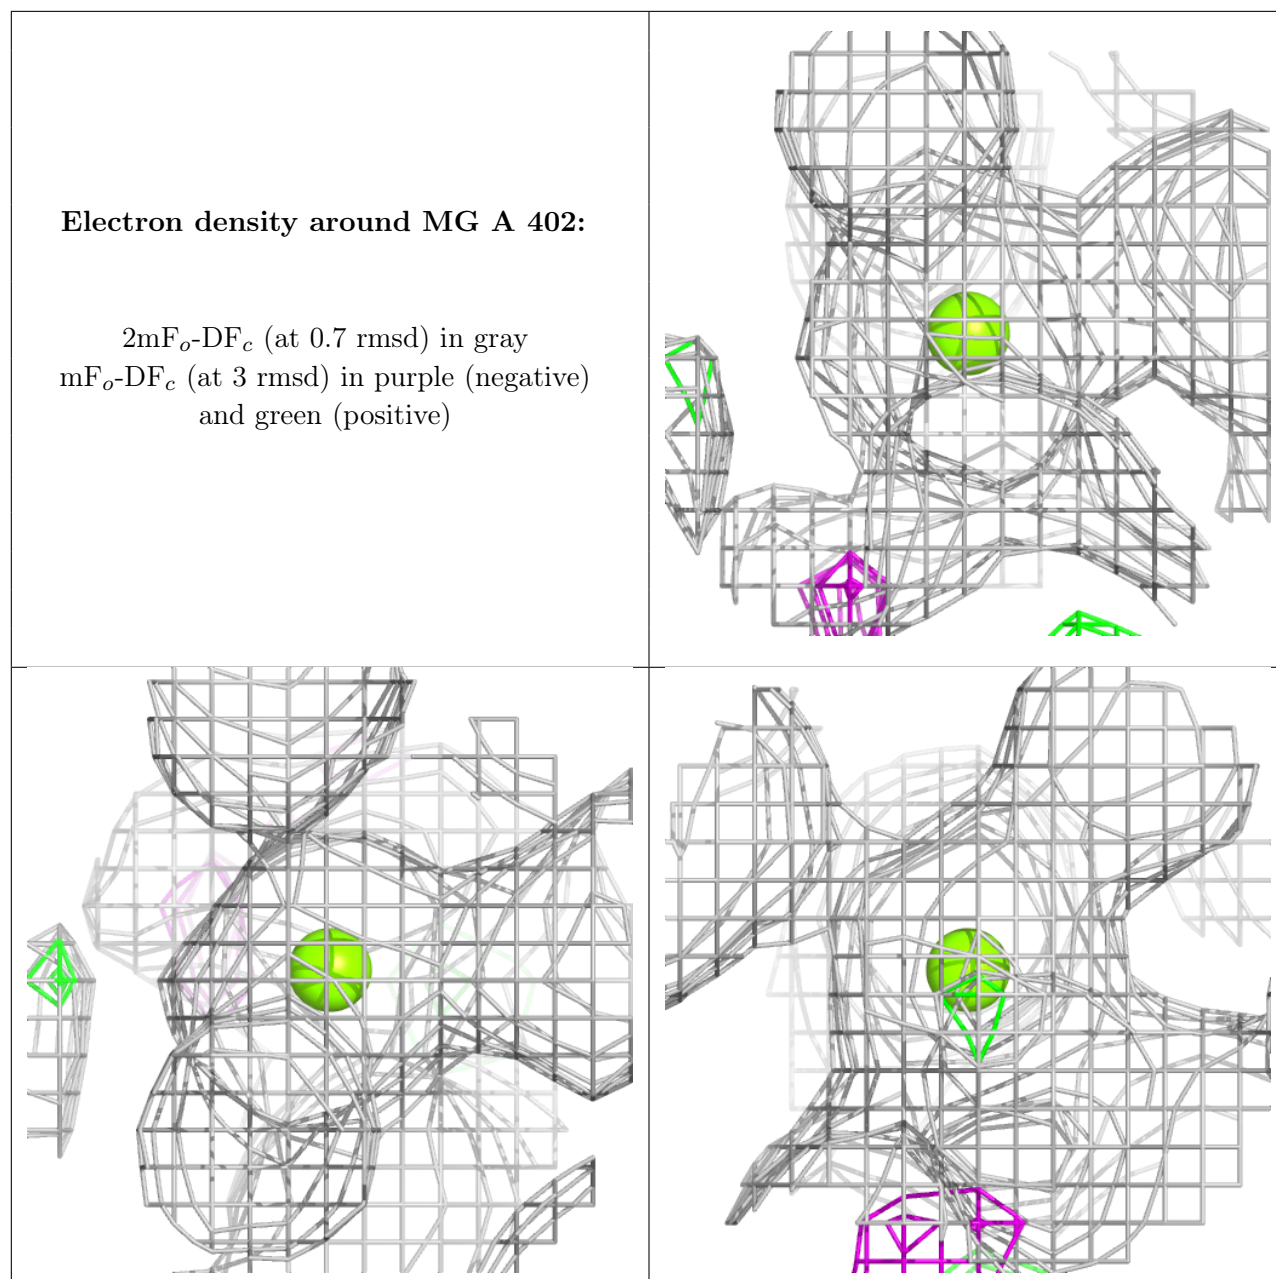 Electron density around MG A 402:
2mFo-DFc (at 0.7 rmsd) in gray
mFo-DFc (at 3 rmsd) in purple (negative)
and green (positive)